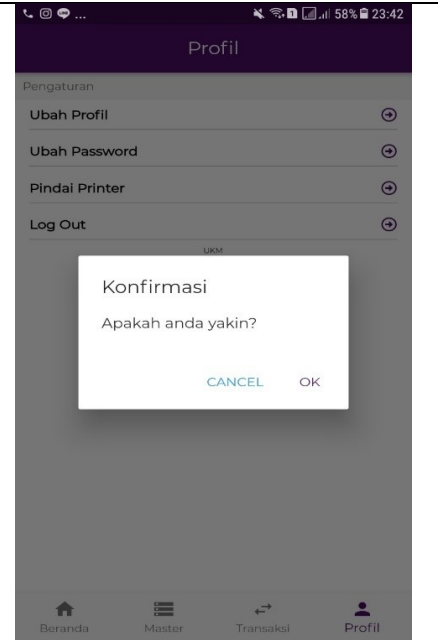 ... 58% 23:42
Profil
Pengaturan
Ubah Profil
Ubah Password
Pindai Printer
Log Out
UKM
Konfirmasi
Apakah anda yakin?
CANCEL OK
Beranda Master Transaksi Profil